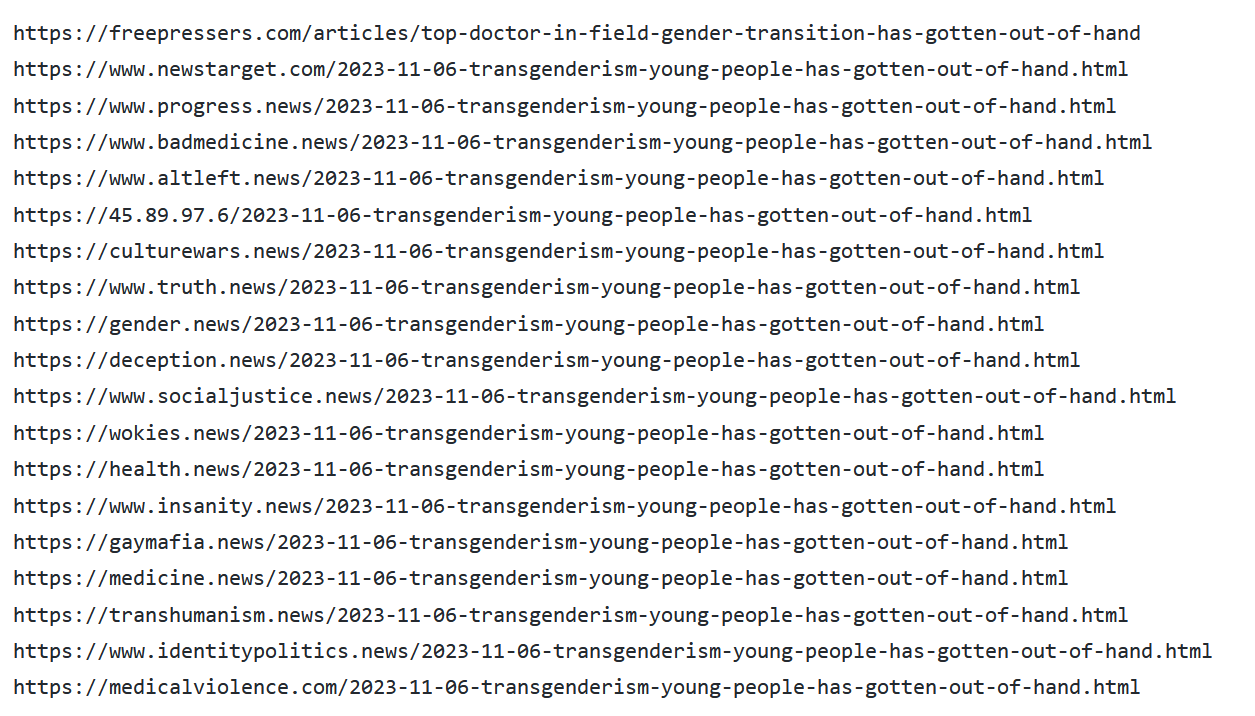 https://freepressers.com/articles/top-doctor-in-field-gender-transition-has-gotten-out-of-hand
https://www.newstarget.com/2023-11-06-transgenderism-young-people-has-gotten-out-of-hand.html
https://www.progress.news/2023-11-06-transgenderism-young-people-has-gotten-out-of-hand.html
https://www.badmedicine.news/2023-11-06-transgenderism-young-people-has-gotten-out-of-hand.html
https://www.altleft.news/2023-11-06-transgenderism-young-people-has-gotten-out-of-hand.html
https://45.89.97.6/2023-11-06-transgenderism-young-people-has-gotten-out-of-hand.html
https://culturewars.news/2023-11-06-transgenderism-young-people-has-gotten-out-of-hand.html
https://www.truth.news/2023-11-06-transgenderism-young-people-has-gotten-out-of-hand.html
https://gender.news/2023-11-06-transgenderism-young-people-has-gotten-out-of-hand.html
https://deception.news/2023-11-06-transgenderism-young-people-has-gotten-out-of-hand.html
https://www.socialjustice.news/2023-11-06-transgenderism-young-people-has-gotten-out-of-hand.html
https://wokies.news/2023-11-06-transgenderism-young-people-has-gotten-out-of-hand.html
https://health.news/2023-11-06-transgenderism-young-people-has-gotten-out-of-hand.html
https://www.insanity.news/2023-11-06-transgenderism-young-people-has-gotten-out-of-hand.html
https://gaymafia.news/2023-11-06-transgenderism-young-people-has-gotten-out-of-hand.html
https://medicine.news/2023-11-06-transgenderism-young-people-has-gotten-out-of-hand.html
https://transhumanism.news/2023-11-06-transgenderism-young-people-has-gotten-out-of-hand.html
https://www.identitypolitics.news/2023-11-06-transgenderism-young-people-has-gotten-out-of-hand.html
https://medicalviolence.com/2023-11-06-transgenderism-young-people-has-gotten-out-of-hand.html